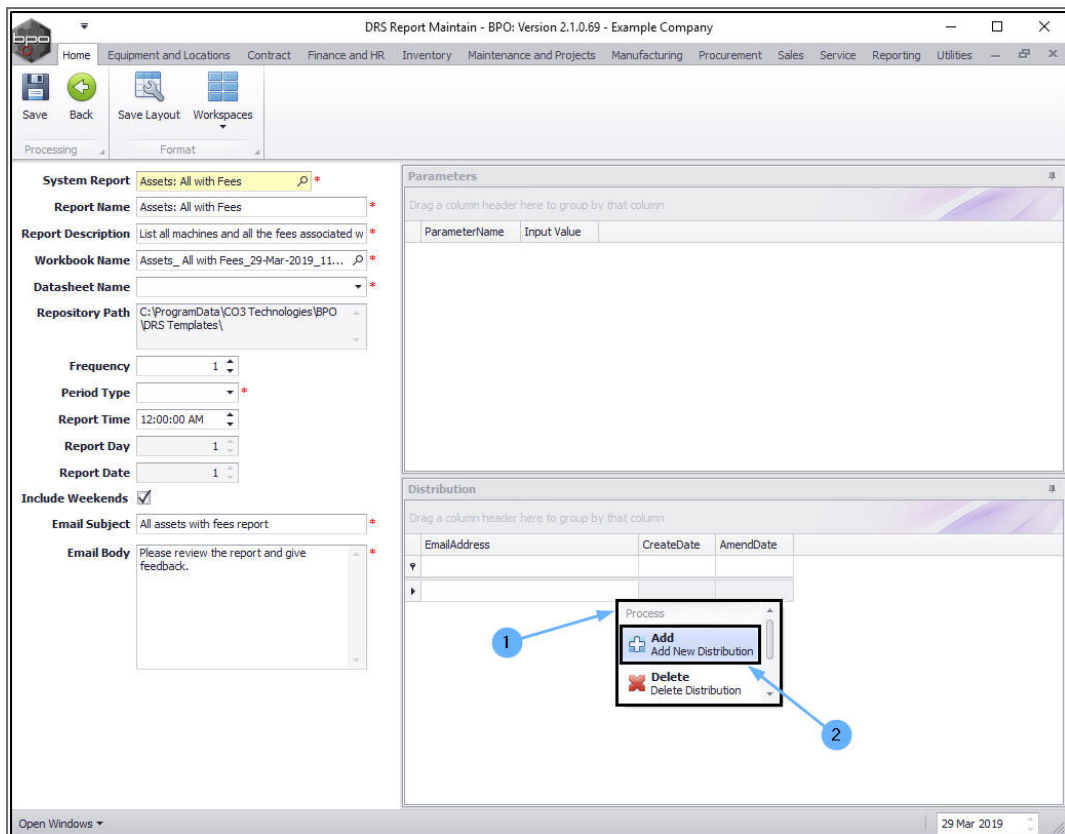 DRS Report Maintain - BPO: Version 2.1.0.69 - Example Company
bpo
Home Equipment and Locations Contract Finance and HR Inventory Maintenance and Projects Manufacturing Procurement Sales Service Reporting Utilities
Save Back Save Layout Workspaces
Processing Format
System Report Assets: All with Fees *
Report Name Assets: All with Fees *
Report Description List all machines and all the fees associated w *
Workbook Name Assets_ All with Fees_29-Mar-2019_11... *
Datasheet Name *
Repository Path C:\ProgramData\CO3 Technologies\BPO
\DRS Templates\
Frequency 1
Period Type *
Report Time 12:00:00 AM
Report Day 1
Report Date 1
Include Weekends
Email Subject All assets with fees report *
Email Body Please review the report and give *
feedback.
Parameters
Drag a column header here to group by that column
ParameterName Input Value
Distribution
Drag a column header here to group by that column
EmailAddress CreateDate AmendDate
Process
Add
Add New Distribution
Delete
Delete Distribution
1
2
Open Windows 29 Mar 2019